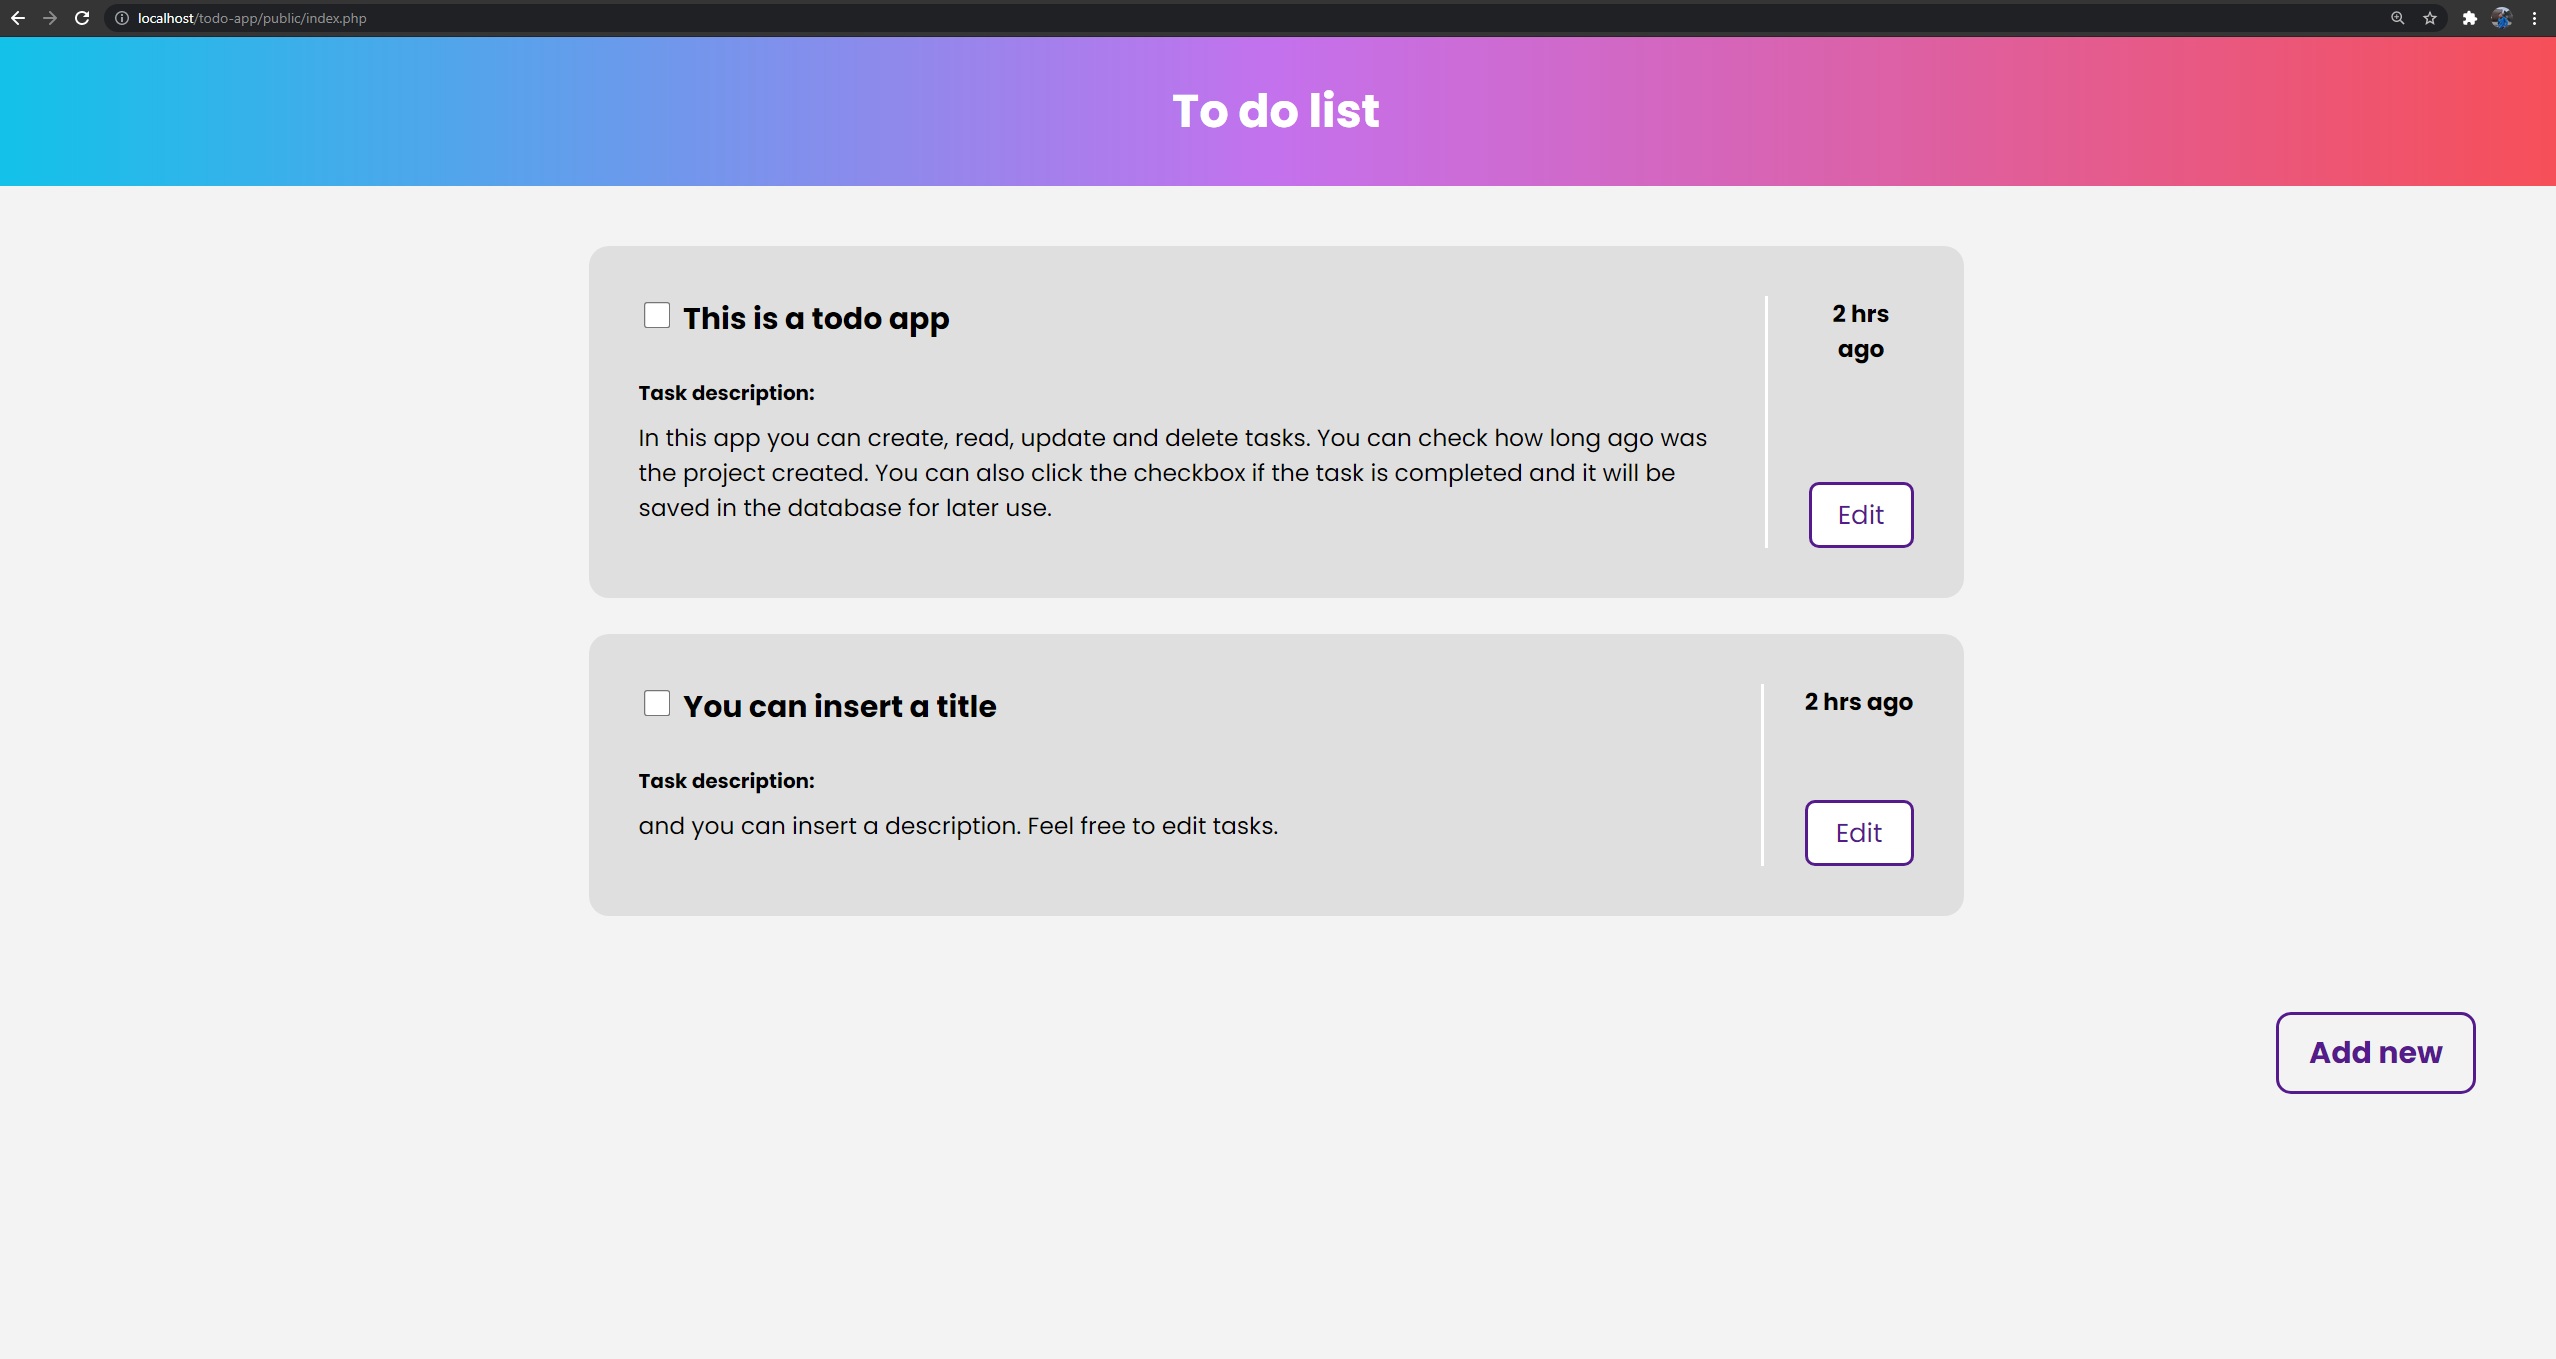 localhost/todo-app/public/index.php
To do list
This is a todo app
2 hrs
ago
Task description:
In this app you can create, read, update and delete tasks. You can check how long ago was
the project created. You can also click the checkbox if the task is completed and it will be
saved in the database for later use.
Edit
You can insert a title
2 hrs ago
Task description:
and you can insert a description. Feel free to edit tasks.
Edit
Add new